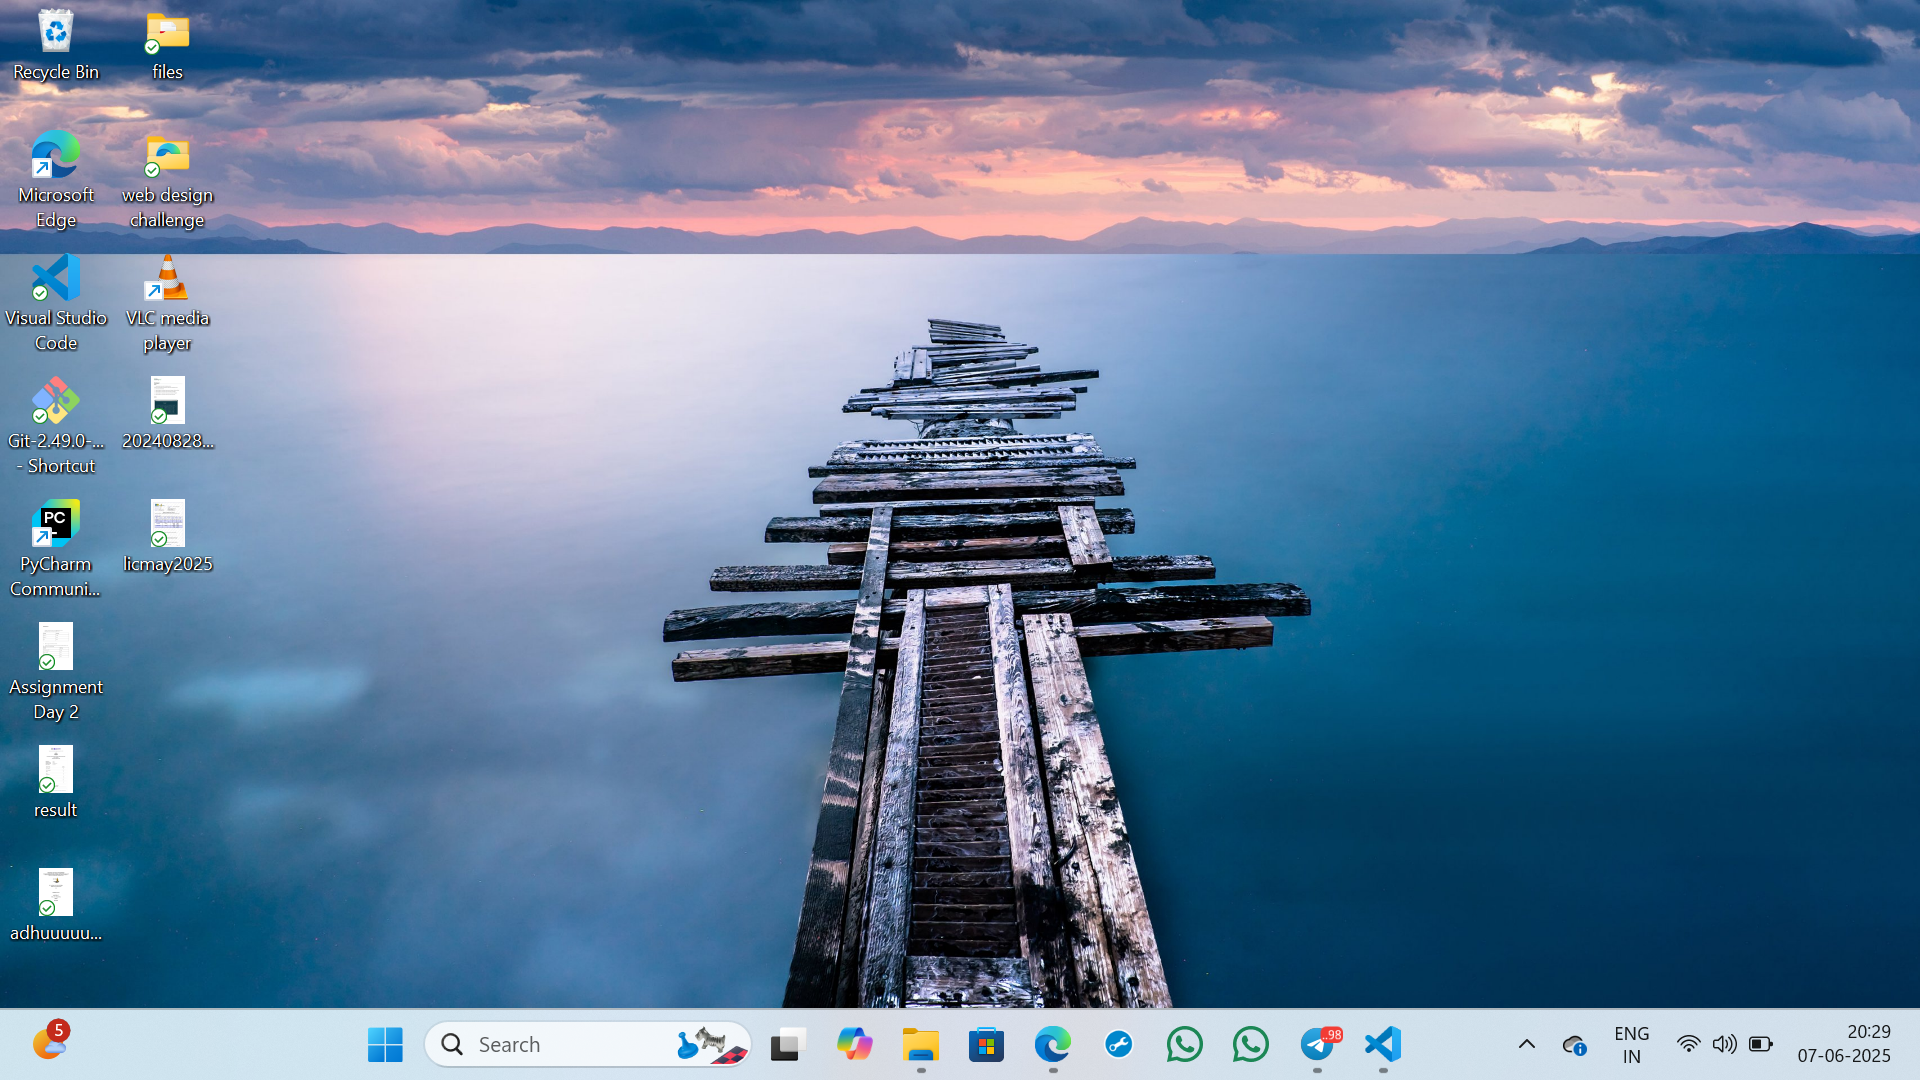 Recycle Bin
files
Microsoft
Edge
web design
challenge
Visual Studio
Code
VLC media
player
Git-2.49.0-...
- Shortcut
20240828...
PC
PyCharm
Communi...
licmay2025
Assignment
Day 2
result
adhuuuuu...
5
Search
..98
ENG
IN
20:29
07-06-2025